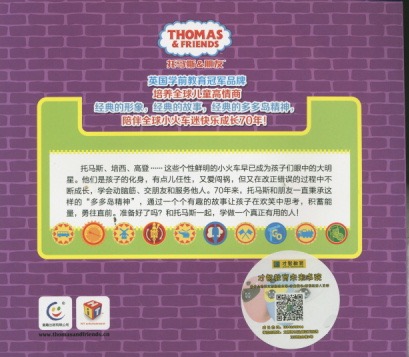 THOMAS
& FRIENDS
托马斯&朋友
英国学前教育冠军品牌
培养全球儿童高情商
经典的形象，经典的故事，经典的多多岛精神，
陪伴全球小火车迷快乐成长70年！
托马斯、培西、高登……这些个性鲜明的小火车早已成为孩子们眼中的大明
星。他们是孩子的化身，有点儿任性，又爱闯祸，但又在改正错误的过程中不
断成长，学会动脑筋、交朋友和服务他人。70年来，托马斯和朋友一直秉承这
样的“多多岛精神”，通过一个个有趣的故事让孩子在欢笑中思考，积蓄能
量，勇往直前。准备好了吗？和托马斯一起，学做一个真正有用的人！
www.thomasandfriends.cn